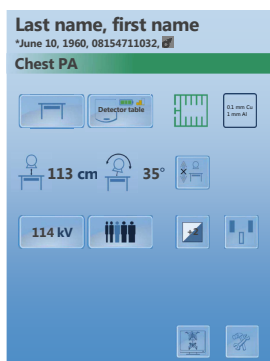 Last name, first name
*June 10, 1960, 08154711032,
Chest PA
Detector table
0.1 mm Cu
1 mm Al
113 cm 35°
114 kV +2